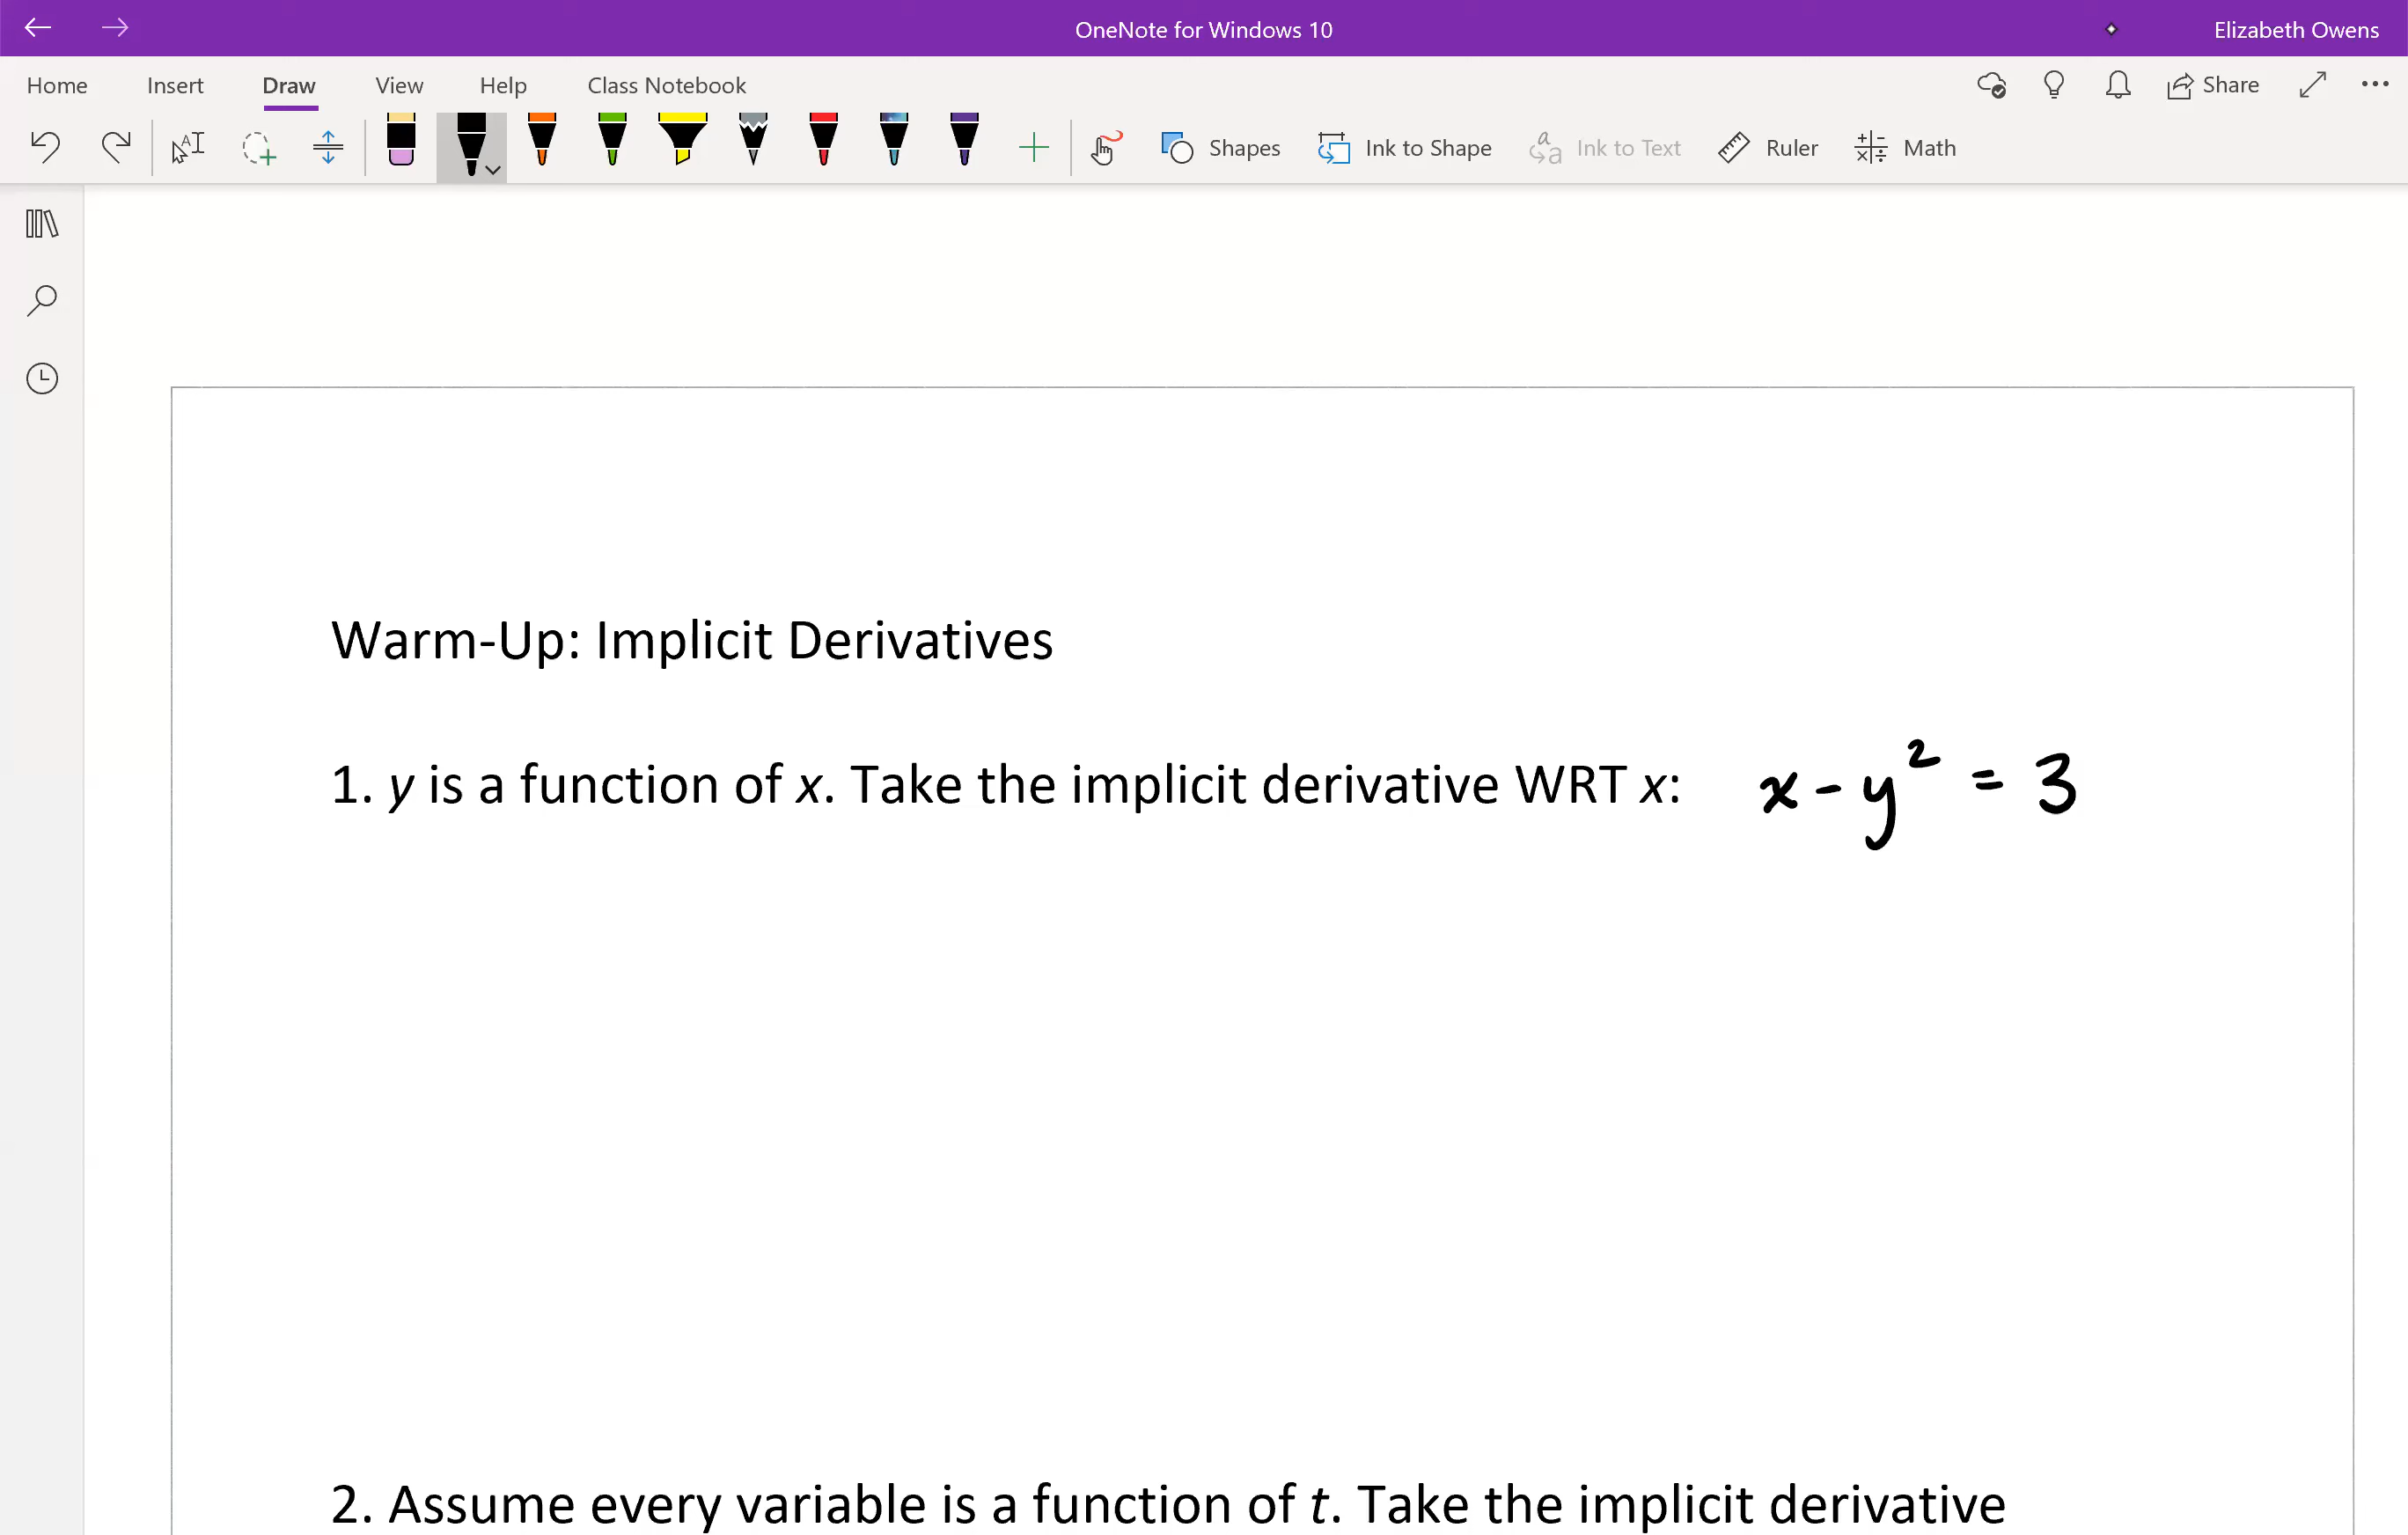 OneNote for Windows 10
Elizabeth Owens
Home Insert Draw View Help Class Notebook Share
Shapes Ink to Shape Ink to Text Ruler Math
Warm-Up: Implicit Derivatives
1. y is a function of x. Take the implicit derivative WRT x: x - y² = 3
2. Assume every variable is a function of t. Take the implicit derivative